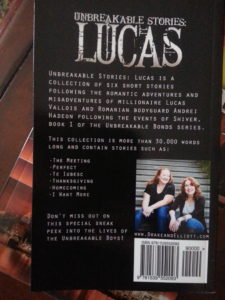 UNBREAKABLE STORIES:
LUCAS
UNBREAKABLE STORIES: LUCAS IS A
COLLECTION OF SIX SHORT STORIES
FOLLOWING THE ROMANTIC ADVENTURES AND
MISADVENTURES OF MILLIONAIRE LUCAS
VALLOIS AND ROMANIAN BODYGUARD ANDREI
HADEON FOLLOWING THE EVENTS OF SHIVER,
BOOK 1 OF THE UNBREAKABLE BONDS SERIES.
THIS COLLECTION IS MORE THAN 30,000 WORDS
LONG AND CONTAINS STORIES SUCH AS:
-THE MEETING
-PERFECT
-TE IUBESC
-THANKSGIVING
-HOMECOMING
-I WANT MORE
DON'T MISS OUT ON
THIS SPECIAL SNEAK
PEEK INTO THE LIVES OF
THE UNBREAKABLE BOYS!
WWW.DRAKEANDELLIOTT.COM
90000 >